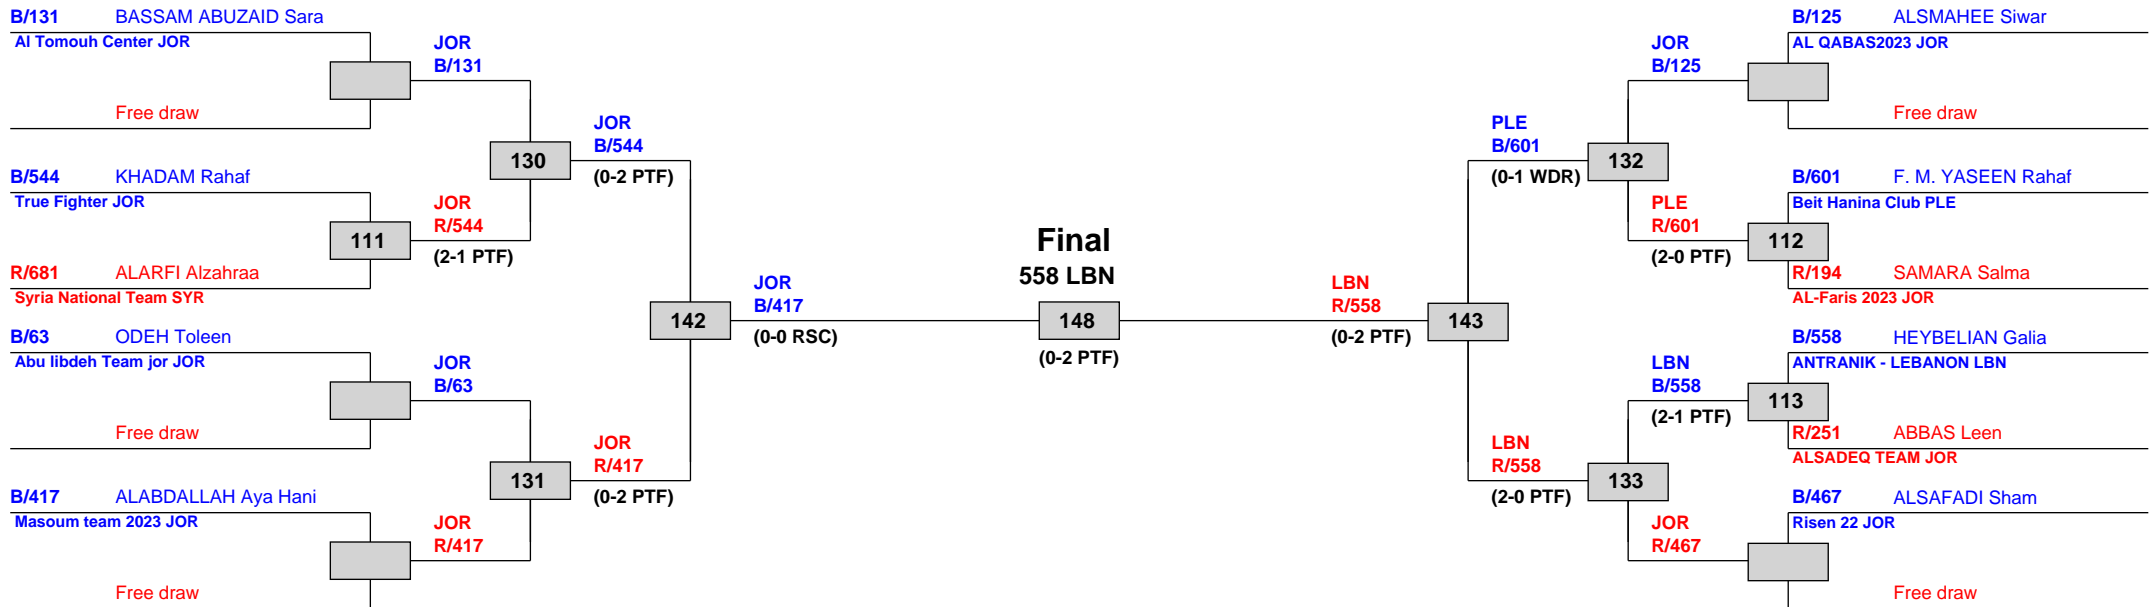 B/131 BASSAM ABUZAID Sara
Al Tomouh Center JOR
Free draw
JOR
B/131
B/544 KHADAM Rahaf
True Fighter JOR
111
R/681 ALARFI Alzahraa
Syria National Team SYR
JOR
R/544
(2-1 PTF)
130
JOR
B/544
(0-2 PTF)
B/63 ODEH Toleen
Abu libdeh Team jor JOR
Free draw
JOR
B/63
B/417 ALABDALLAH Aya Hani
Masoum team 2023 JOR
Free draw
JOR
R/417
131
JOR
R/417
(0-2 PTF)
142
JOR
B/417
(0-0 RSC)
Final
558 LBN
148
(0-2 PTF)
LBN
R/558
(0-2 PTF)
143
PLE
B/601
(0-1 WDR)
132
JOR
B/125
B/125 ALSMAHEE Siwar
AL QABAS2023 JOR
Free draw
PLE
R/601
(2-0 PTF)
112
B/601 F. M. YASEEN Rahaf
Beit Hanina Club PLE
R/194 SAMARA Salma
AL-Faris 2023 JOR
LBN
R/558
(2-0 PTF)
133
LBN
B/558
(2-1 PTF)
113
B/558 HEYBELIAN Galia
ANTRANIK - LEBANON LBN
R/251 ABBAS Leen
ALSADEQ TEAM JOR
JOR
R/467
B/467 ALSAFADI Sham
Risen 22 JOR
Free draw